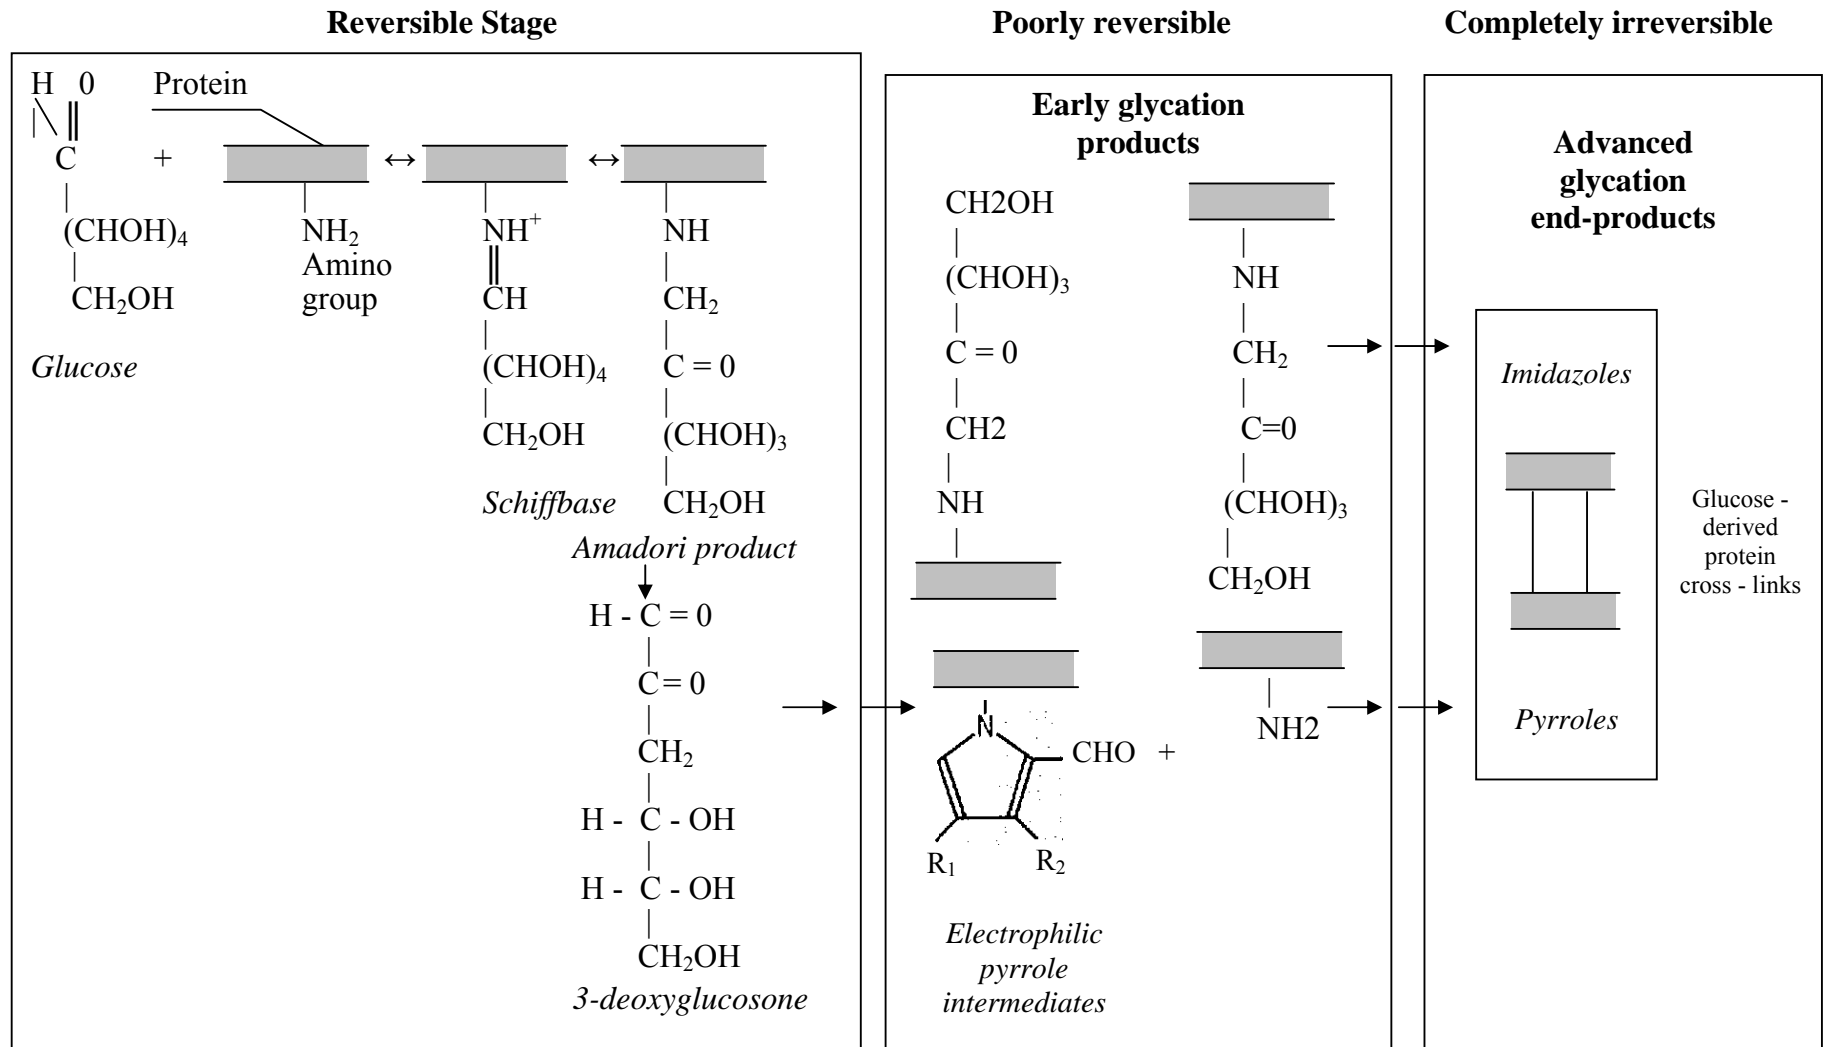 Reversible Stage
Poorly reversible
Completely irreversible
H 0
Protein
C
+
↔
↔
(CHOH)4
CH2OH
Glucose
NH2
Amino
group
NH+
CH
(CHOH)4
CH2OH
Schiffbase
NH
CH2
C = 0
(CHOH)3
CH2OH
Amadori product
H - C = 0
C= 0
CH2
H - C - OH
H - C - OH
CH2OH
3-deoxyglucosone
Early glycation
products
CH2OH
(CHOH)3
C = 0
CH2
NH
NH
CH2
C=0
(CHOH)3
CH2OH
N
CHO +
R1
R2
NH2
Electrophilic
pyrrole
intermediates
Advanced
glycation
end-products
Imidazoles
Pyrroles
Glucose -
derived
protein
cross - links